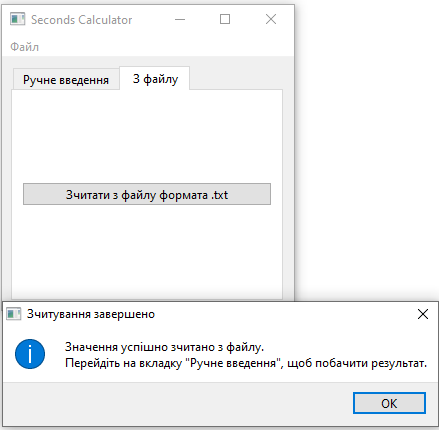 Seconds Calculator
Файл
Ручне введення
З файлу
Зчитати з файлу формата .txt
Зчитування завершено
Значення успішно зчитано з файлу.
Перейдіть на вкладку "Ручне введення", щоб побачити результат.
OK